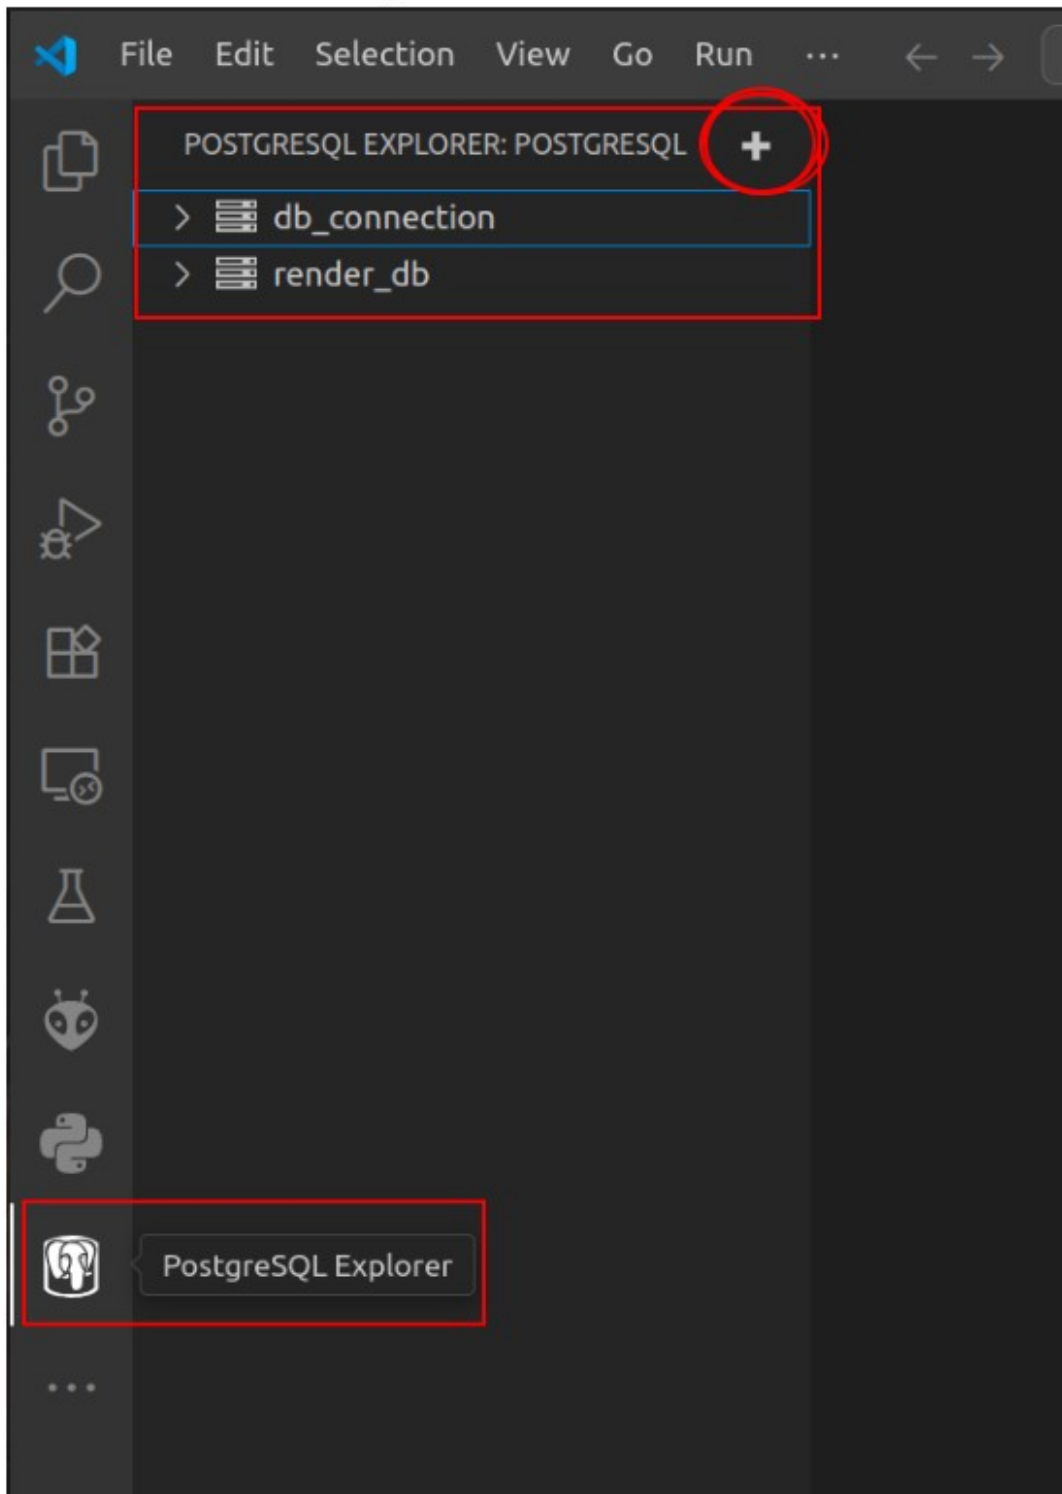 File Edit Selection View Go Run ...
POSTGRESQL EXPLORER: POSTGRESQL
db_connection
render_db
PostgreSQL Explorer